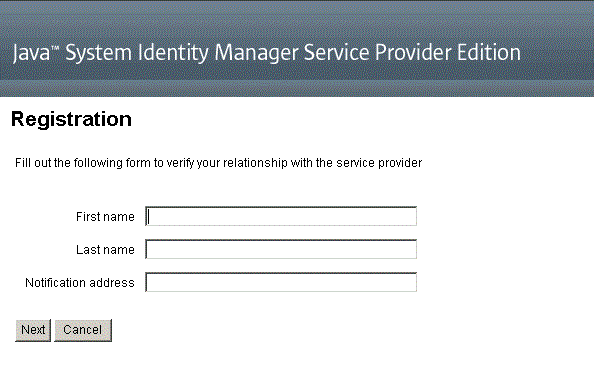 Java™ System Identity Manager Service Provider Edition
Registration
Fill out the following form to verify your relationship with the service provider
First name
Last name
Notification address
Next Cancel